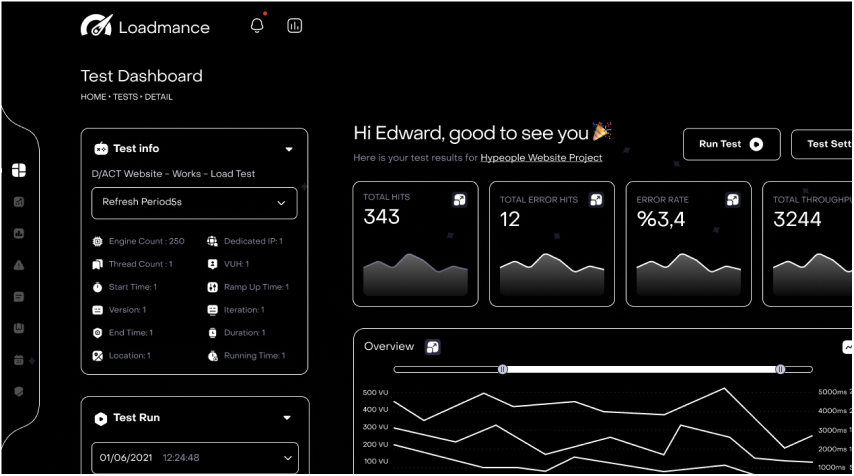 Loadmance
Test Dashboard
HOME • TESTS • DETAIL
Test info
D/ACT Website – Works – Load Test
Refresh Period5s
Engine Count : 250
Dedicated IP: 1
Thread Count : 1
VUH: 1
Start Time: 1
Ramp Up Time: 1
Version: 1
Iteration: 1
End Time: 1
Duration: 1
Location: 1
Running Time: 1
Test Run
01/06/2021 12:24:48
Hi Edward, good to see you 🎉
Here is your test results for Hypeople Website Project
Run Test
Test Sett
TOTAL HITS
343
TOTAL ERROR HITS
12
ERROR RATE
%3,4
TOTAL THROUGHPU
3244
Overview
500 VU
400 VU
300 VU
200 VU
100 VU
5000ms 2
4000ms 2
3000ms 1
2000ms 1
1000ms 5